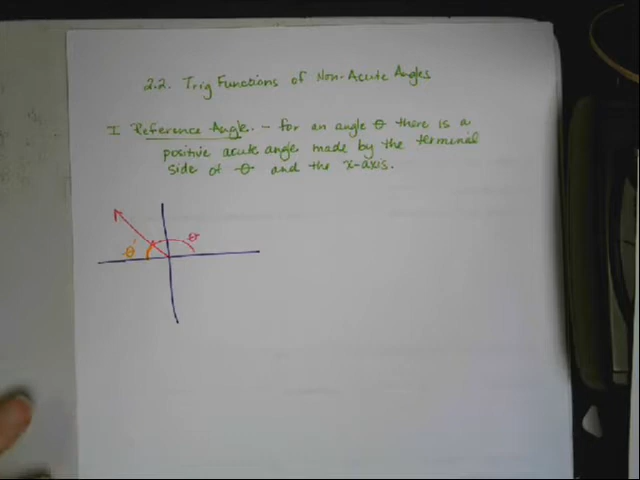 2.2. Trig Functions of Non-Acute Angles
I Reference Angle - for an angle θ there is a
positive acute angle made by the terminal
side of θ and the x-axis.
θ' θ